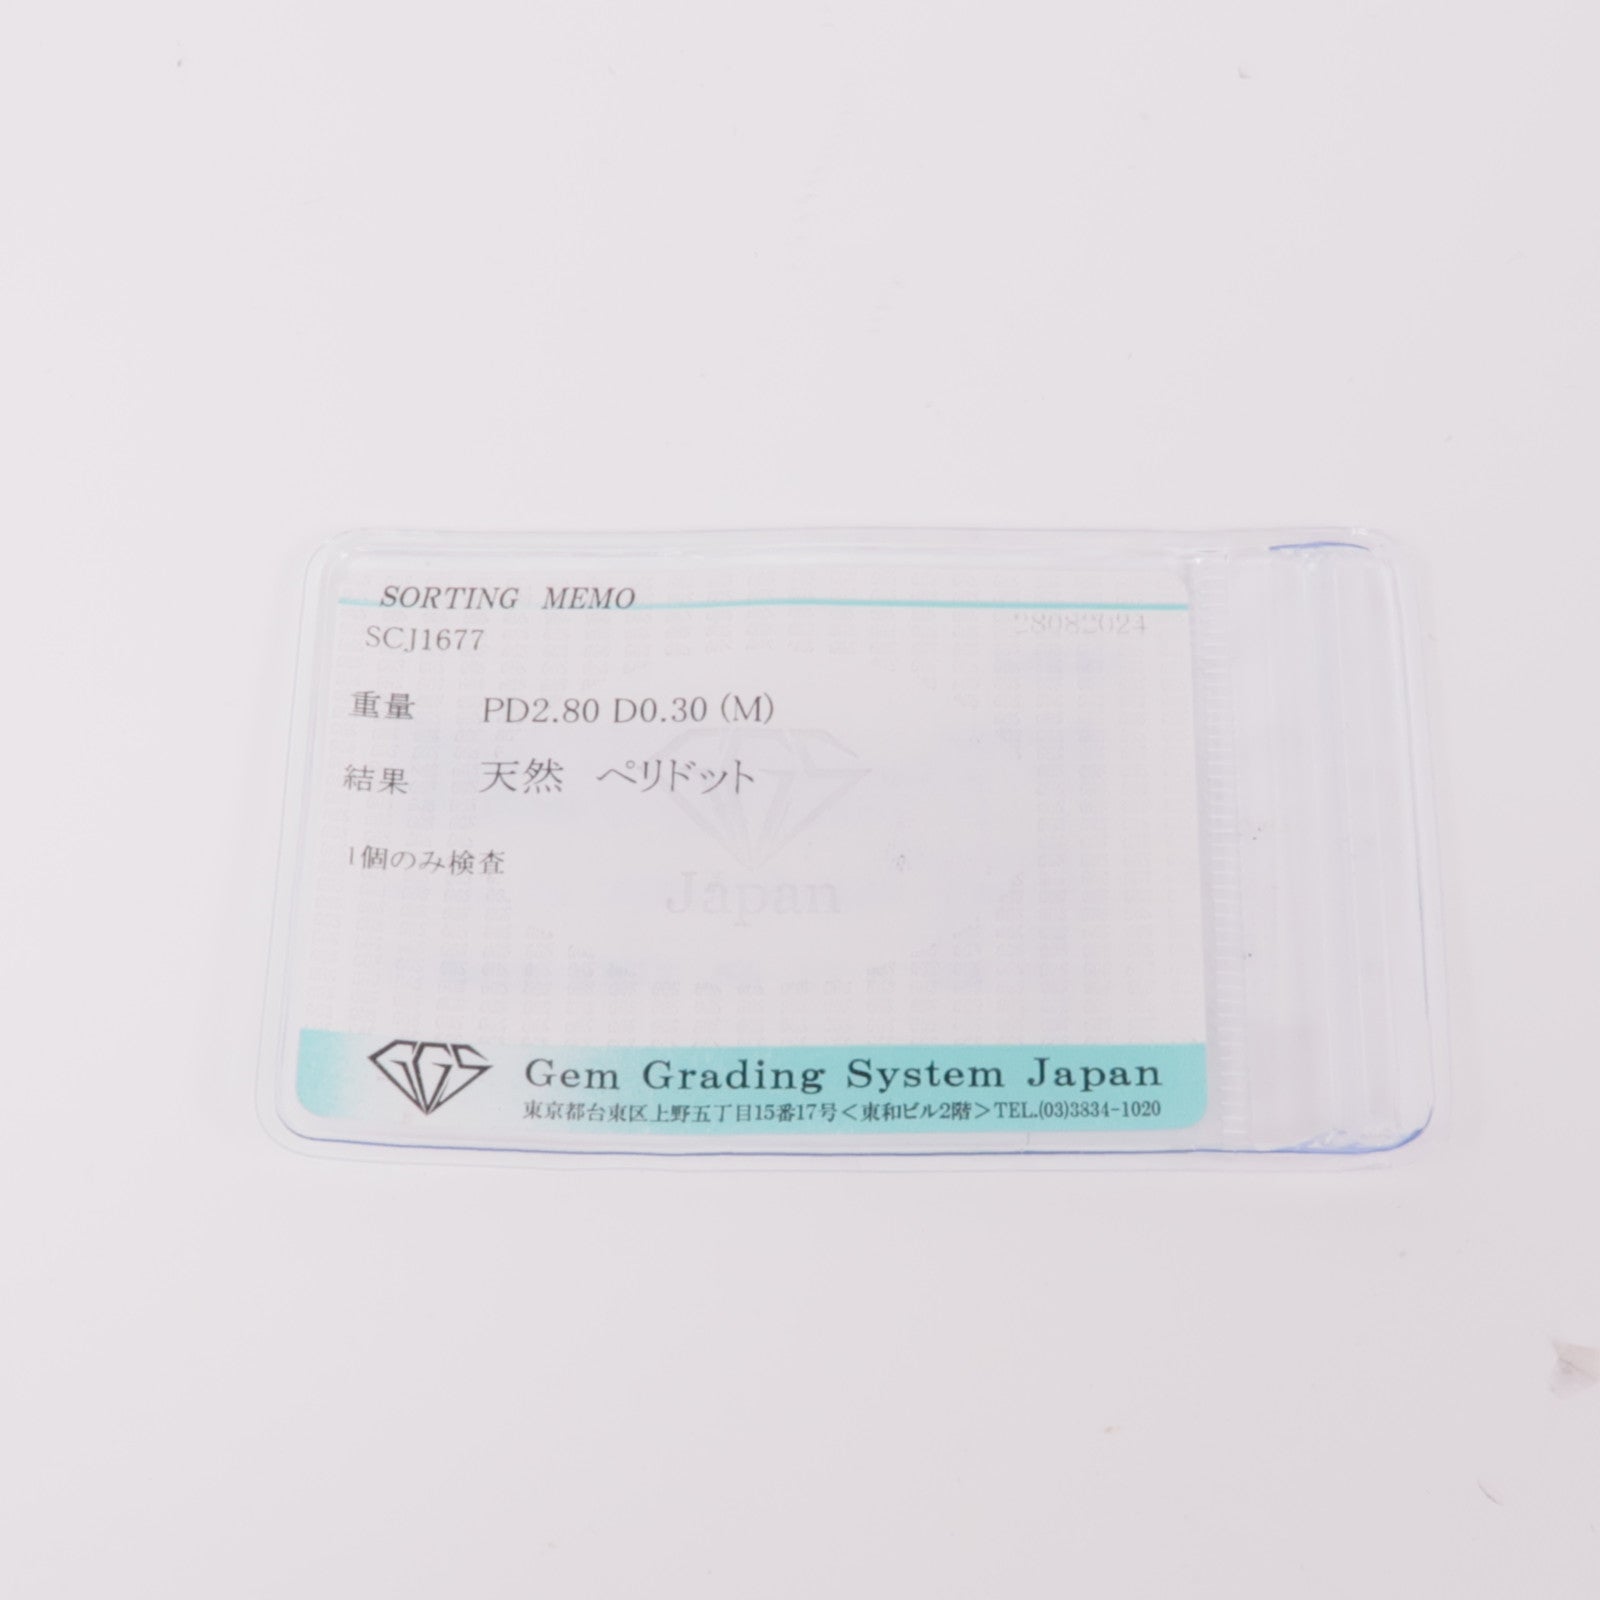 SORTING MEMO
SCJ1677
28082024
重量 PD2.80 D0.30 (M)
結果 天然 ペリドット
1個のみ検査
Japan
GGS
Gem Grading System Japan
東京都台東区上野五丁目15番17号<東和ビル2階>TEL.(03)3834-1020